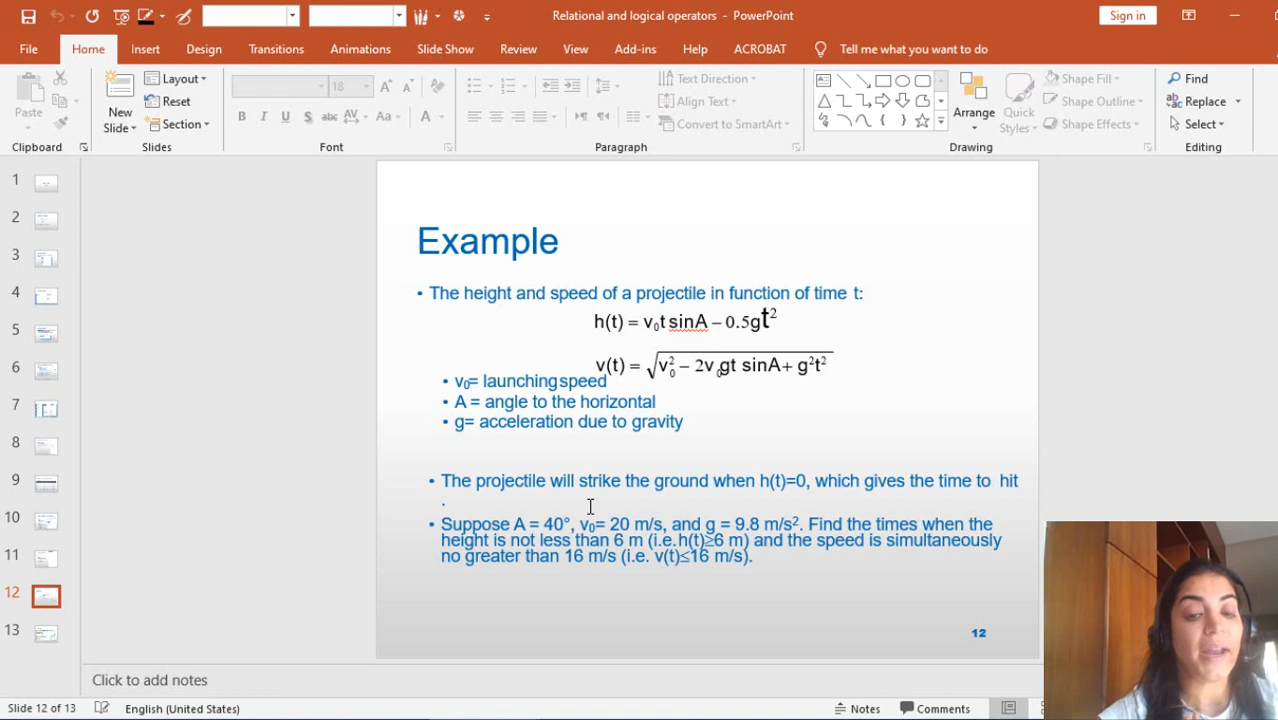 Relational and logical operators - PowerPoint
Sign in
File Home Insert Design Transitions Animations Slide Show Review View Add-ins Help ACROBAT Tell me what you want to do
Paste
Clipboard
New Slide
Layout
Reset
Section
Slides
18
B I U S abc AV Aa A
Font
Text Direction
Align Text
Convert to SmartArt
Paragraph
Arrange
Quick Styles
Shape Fill
Shape Outline
Shape Effects
Drawing
Find
Replace
Select
Editing
1
2
3
4
5
6
7
8
9
10
11
12
13
Example
• The height and speed of a projectile in function of time t:
h(t) = v₀t sinA – 0.5gt²
v(t) = √(v₀² – 2v₀gt sinA + g²t²)
• v₀= launching speed
• A = angle to the horizontal
• g= acceleration due to gravity
• The projectile will strike the ground when h(t)=0, which gives the time to hit
.
• Suppose A = 40°, v₀= 20 m/s, and g = 9.8 m/s². Find the times when the
height is not less than 6 m (i.e. h(t)≥6 m) and the speed is simultaneously
no greater than 16 m/s (i.e. v(t)≤16 m/s).
12
Click to add notes
Slide 12 of 13 English (United States) Notes Comments